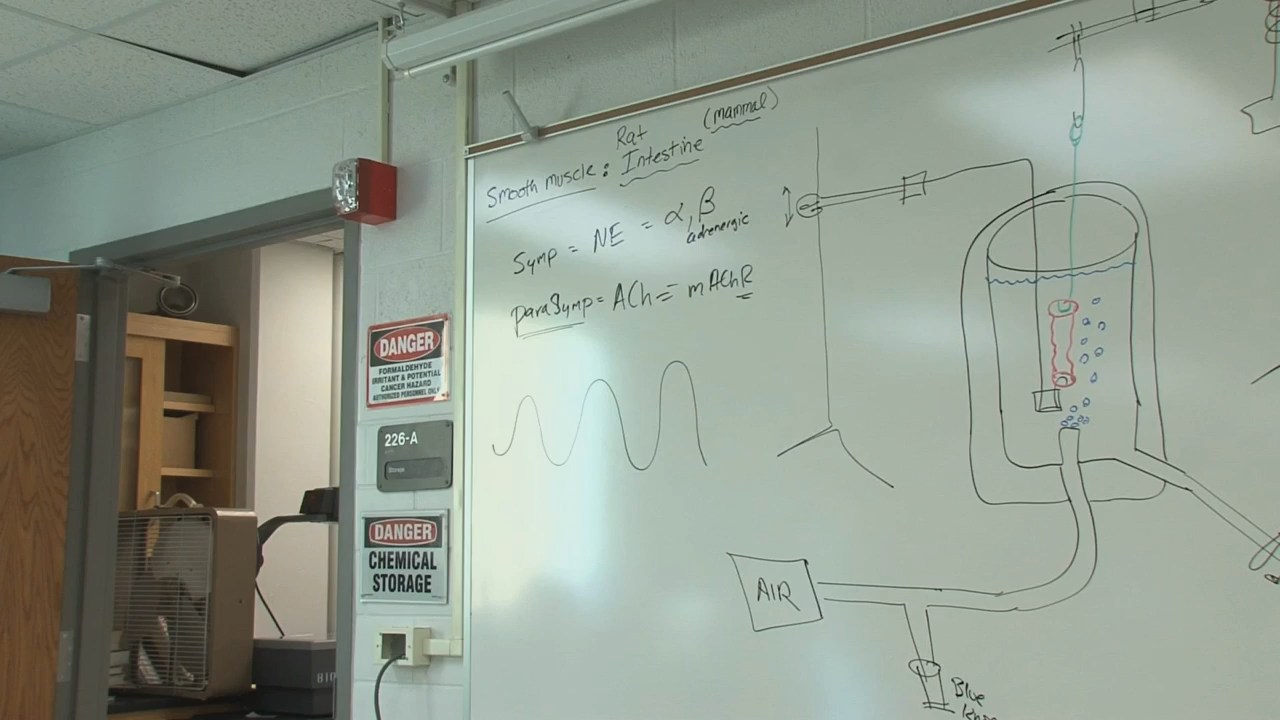 Rat
Smooth muscle: Intestine (mammal)
Symp = NE = α, β
adrenergic
paraSymp = ACh = mAChR
DANGER
FORMALDEHYDE
IRRITANT & POTENTIAL
CANCER HAZARD
AUTHORIZED PERSONNEL ONLY
226-A
Storage
DANGER
CHEMICAL
STORAGE
AIR
Blue
BIO